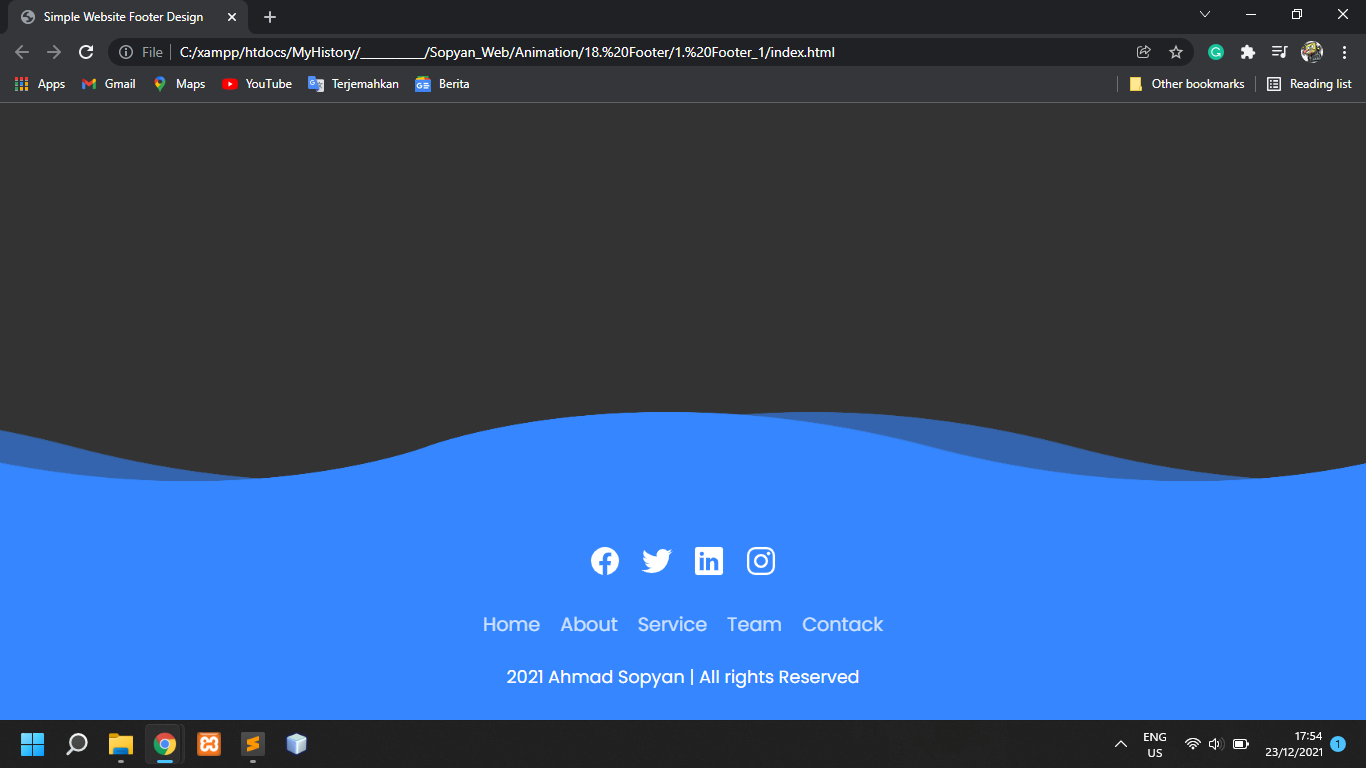 Simple Website Footer Design
File C:/xampp/htdocs/MyHistory/___________/Sopyan_Web/Animation/18.%20Footer/1.%20Footer_1/index.html
Apps Gmail Maps YouTube Terjemahkan Berita Other bookmarks Reading list
Home About Service Team Contack
2021 Ahmad Sopyan | All rights Reserved
ENG 17:54
US 23/12/2021 1